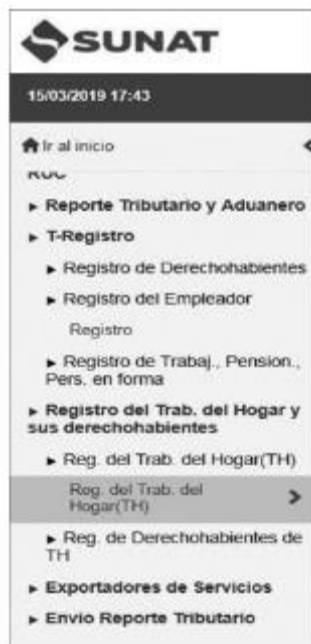 SUNAT
15/03/2019 17:43
Ir al inicio
RUC
Reporte Tributario y Aduanero
T-Registro
Registro de Derechohabientes
Registro del Empleador
Registro
Registro de Trabaj., Pension.,
Pers. en forma
Registro del Trab. del Hogar y
sus derechohabientes
Reg. del Trab. del Hogar(TH)
Reg. del Trab. del
Hogar(TH)
Reg. de Derechohabientes de
TH
Exportadores de Servicios
Envio Reporte Tributario